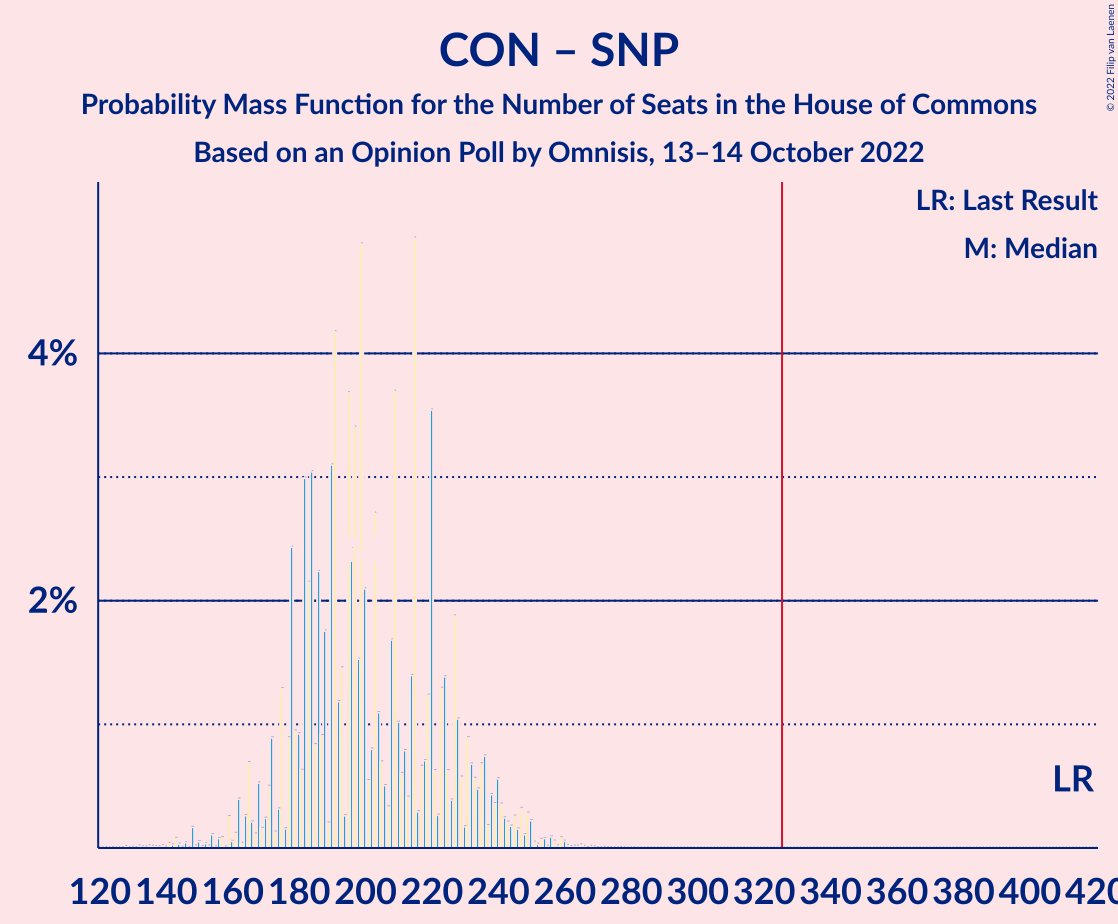 CON – SNP
Probability Mass Function for the Number of Seats in the House of Commons
Based on an Opinion Poll by Omnisis, 13–14 October 2022
© 2022 Filip van Laenen
LR: Last Result
M: Median
4%
2%
LR
120 140 160 180 200 220 240 260 280 300 320 340 360 380 400 420